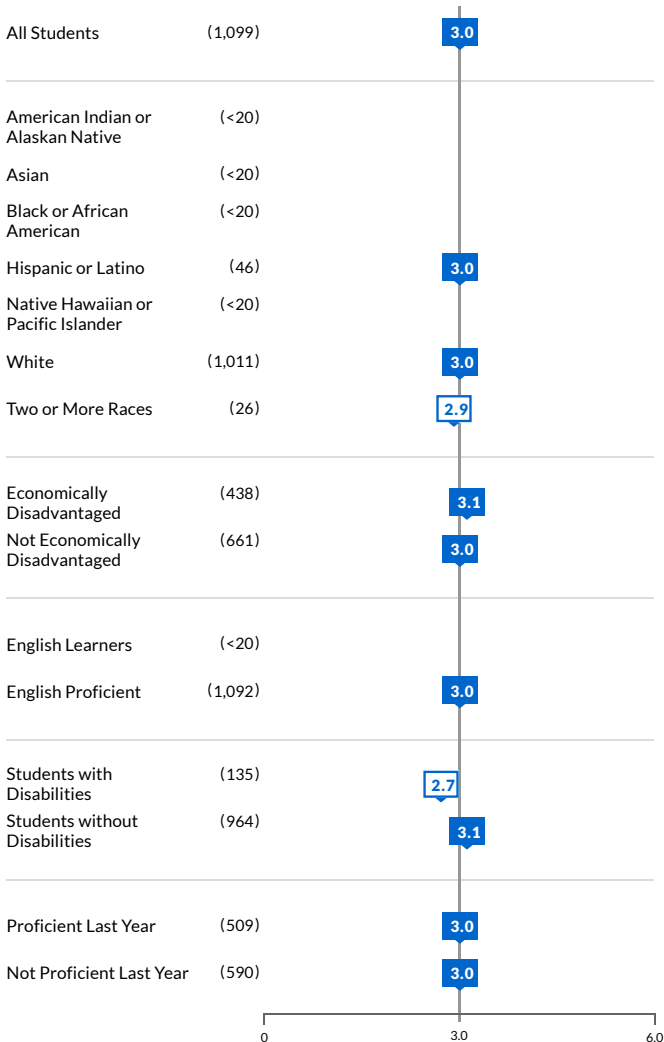 All Students (1,099) 3.0
American Indian or (<20)
Alaskan Native
Asian (<20)
Black or African (<20)
American
Hispanic or Latino (46) 3.0
Native Hawaiian or (<20)
Pacific Islander
White (1,011) 3.0
Two or More Races (26) 2.9
Economically (438) 3.1
Disadvantaged
Not Economically (661) 3.0
Disadvantaged
English Learners (<20)
English Proficient (1,092) 3.0
Students with (135) 2.7
Disabilities
Students without (964) 3.1
Disabilities
Proficient Last Year (509) 3.0
Not Proficient Last Year (590) 3.0
0 3.0 6.0